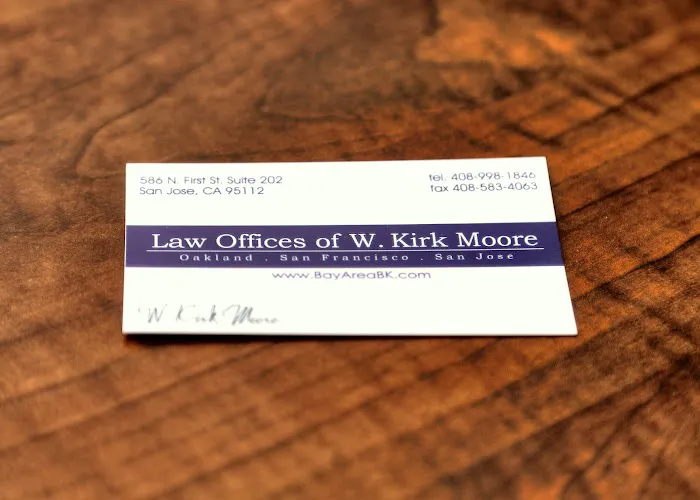 586 N. First St. Suite 202
San Jose, CA 95112
tel. 408-998-1846
fax 408-583-4063
Law Offices of W. Kirk Moore
Oakland . San Francisco . San José
www.BayAreaBK.com
W Kirk Moore